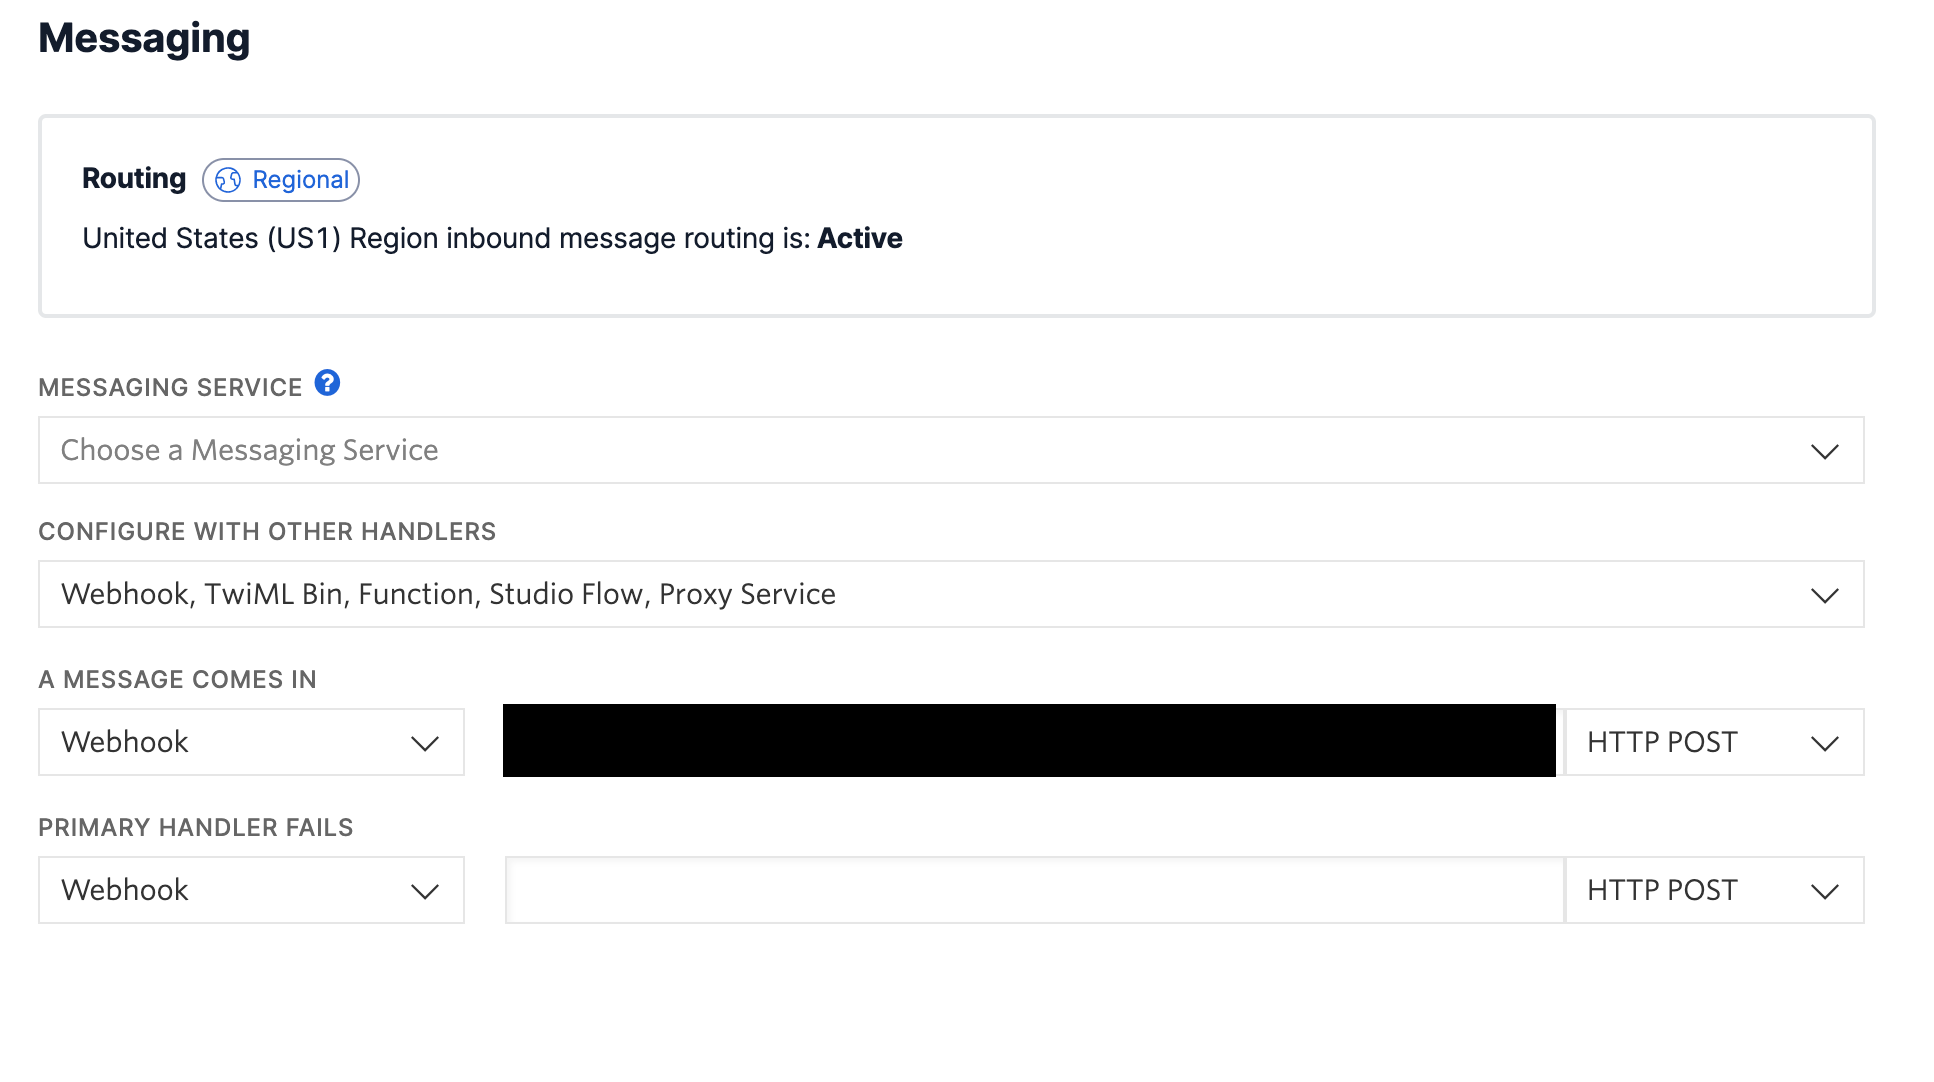 Messaging
Routing Regional
United States (US1) Region inbound message routing is: Active
MESSAGING SERVICE ?
Choose a Messaging Service
CONFIGURE WITH OTHER HANDLERS
Webhook, TwiML Bin, Function, Studio Flow, Proxy Service
A MESSAGE COMES IN
Webhook HTTP POST
PRIMARY HANDLER FAILS
Webhook HTTP POST